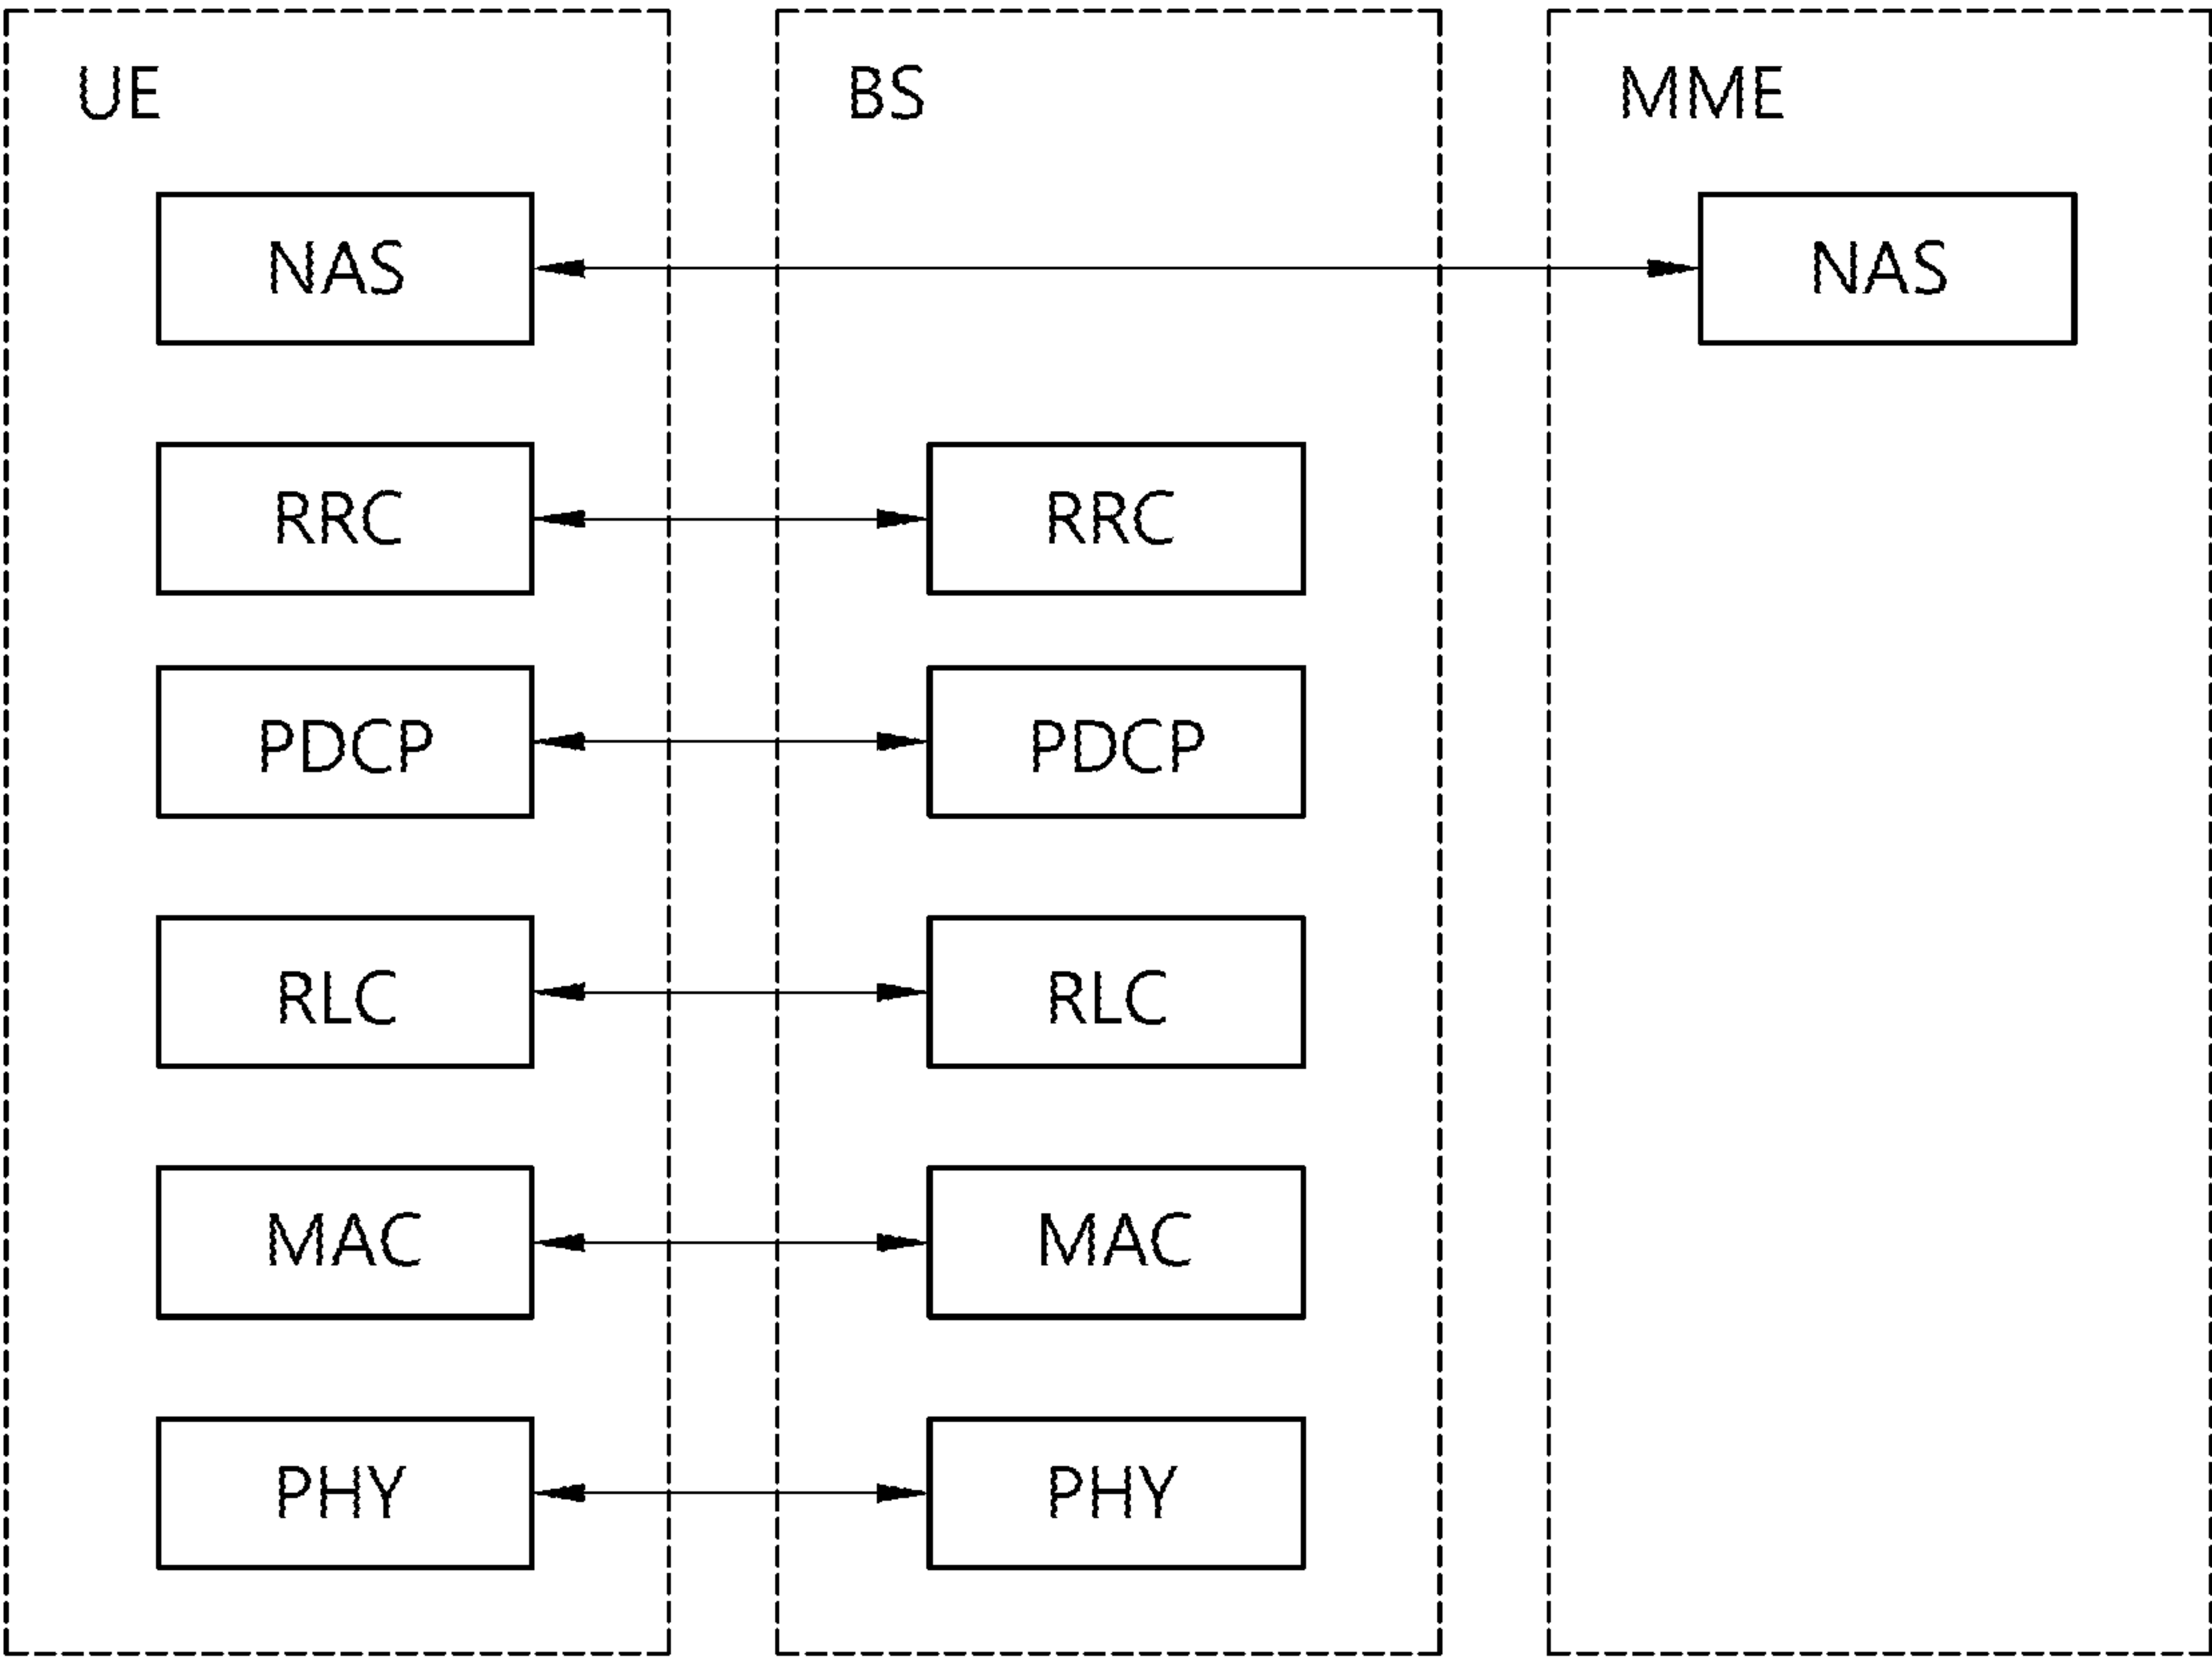 UE BS MME
NAS NAS
RRC RRC
PDCP PDCP
RLC RLC
MAC MAC
PHY PHY